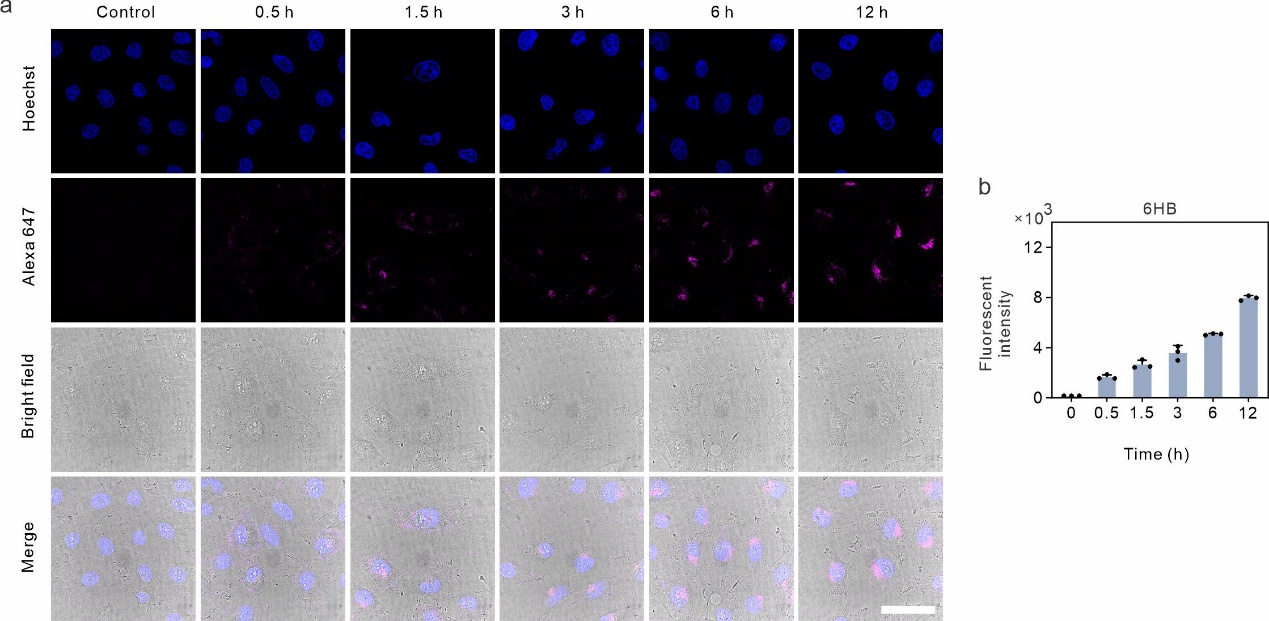 a
Control 0.5 h 1.5 h 3 h 6 h 12 h
Hoechst
Alexa 647
Bright field
Merge
b
×10³ 6HB
Fluorescent
intensity
12
8
4
0
0 0.5 1.5 3 6 12
Time (h)